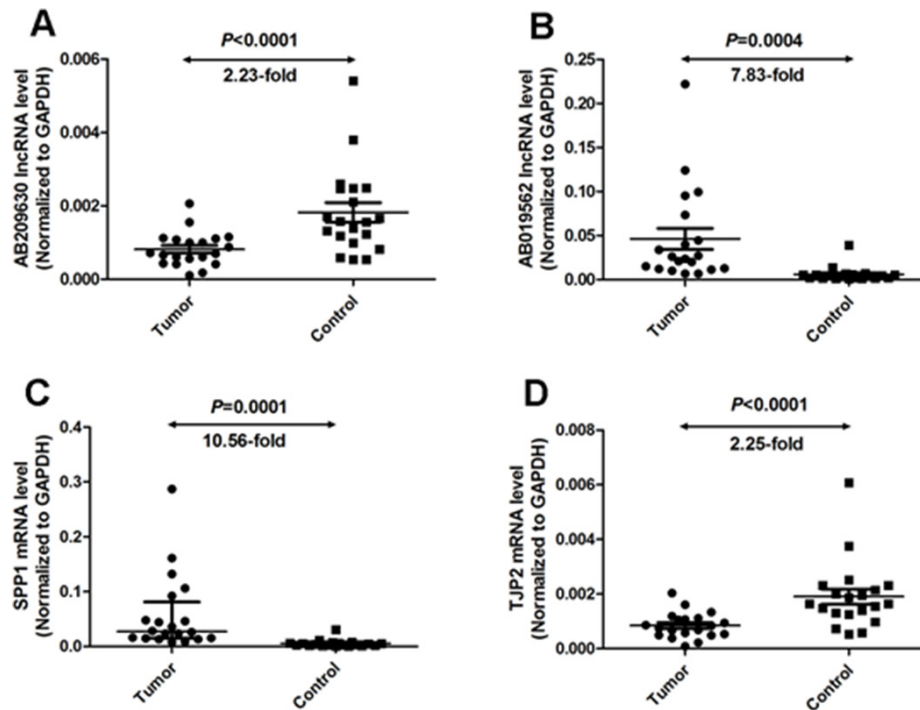 A
P<0.0001
2.23-fold
AB209630 lncRNA level
(Normalized to GAPDH)
0.006
0.004
0.002
0.000
Tumor
Control
B
P=0.0004
7.83-fold
AB019562 lncRNA level
(Normalized to GAPDH)
0.25
0.20
0.15
0.10
0.05
0.00
Tumor
Control
C
P=0.0001
10.56-fold
SPP1 mRNA level
(Normalized to GAPDH)
0.4
0.3
0.2
0.1
0.0
Tumor
Control
D
P<0.0001
2.25-fold
TJP2 mRNA level
(Normalized to GAPDH)
0.008
0.006
0.004
0.002
0.000
Tumor
Control